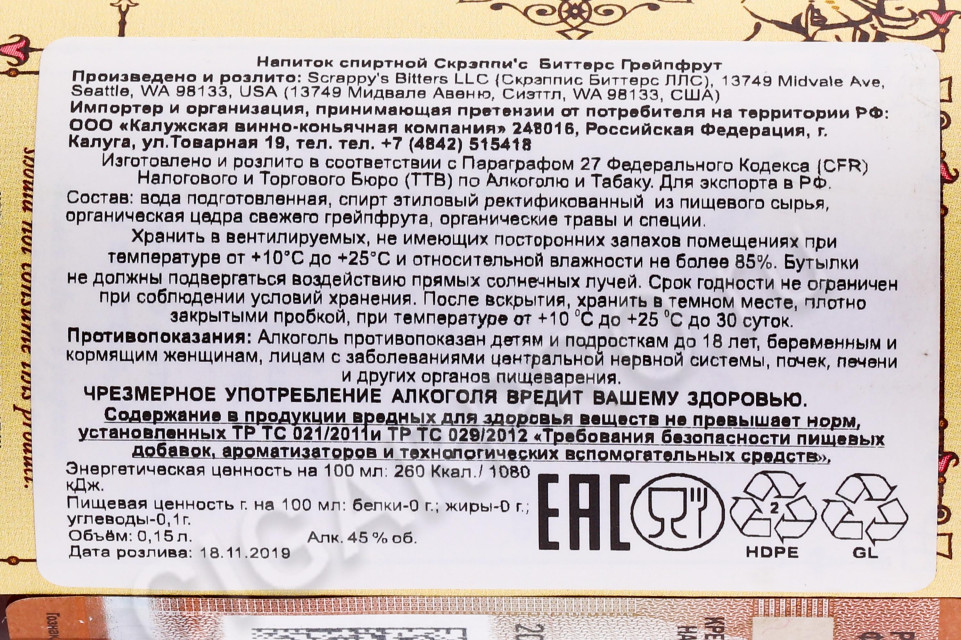 Напиток спиртной Скрэппи'с Биттерс Грейпфрут
Произведено и розлито: Scrappy's Bitters LLC (Скрэппис Биттерс ЛЛС), 13749 Midvale Ave,
Seattle, WA 98133, USA (13749 Мидвале Авеню, Сиэттл, WA 98133, США)
Импортер и организация, принимающая претензии от потребителя на территории РФ:
ООО «Калужская винно-коньячная компания» 248016, Российская Федерация, г.
Калуга, ул.Товарная 19, тел. тел. +7 (4842) 515418
Изготовлено и розлито в соответствии с Параграфом 27 Федерального Кодекса (CFR)
Налогового и Торгового Бюро (TTB) по Алкоголю и Табаку. Для экспорта в РФ.
Состав: вода подготовленная, спирт этиловый ректификованный из пищевого сырья,
органическая цедра свежего грейпфрута, органические травы и специи.
Хранить в вентилируемых, не имеющих посторонних запахов помещениях при
температуре от +10°C до +25°C и относительной влажности не более 85%. Бутылки
не должны подвергаться воздействию прямых солнечных лучей. Срок годности не ограничен
при соблюдении условий хранения. После вскрытия, хранить в темном месте, плотно
закрытыми пробкой, при температуре от +10 °C до +25 °C до 30 суток.
Противопоказания: Алкоголь противопоказан детям и подросткам до 18 лет, беременным и
кормящим женщинам, лицам с заболеваниями центральной нервной системы, почек, печени
и других органов пищеварения.
ЧРЕЗМЕРНОЕ УПОТРЕБЛЕНИЕ АЛКОГОЛЯ ВРЕДИТ ВАШЕМУ ЗДОРОВЬЮ.
Содержание в продукции вредных для здоровья веществ не превышает норм,
установленных ТР ТС 021/2011и ТР ТС 029/2012 «Требования безопасности пищевых
добавок, ароматизаторов и технологических вспомогательных средств»,
Энергетическая ценность на 100 мл: 260 Ккал./ 1080
кДж.
Пищевая ценность г. на 100 мл: белки-0 г.; жиры-0 г.;
углеводы-0,1г.
Объём: 0,15л. Алк. 45 % об.
Дата розлива: 18.11.2019
EAC
2
HDPE
GL